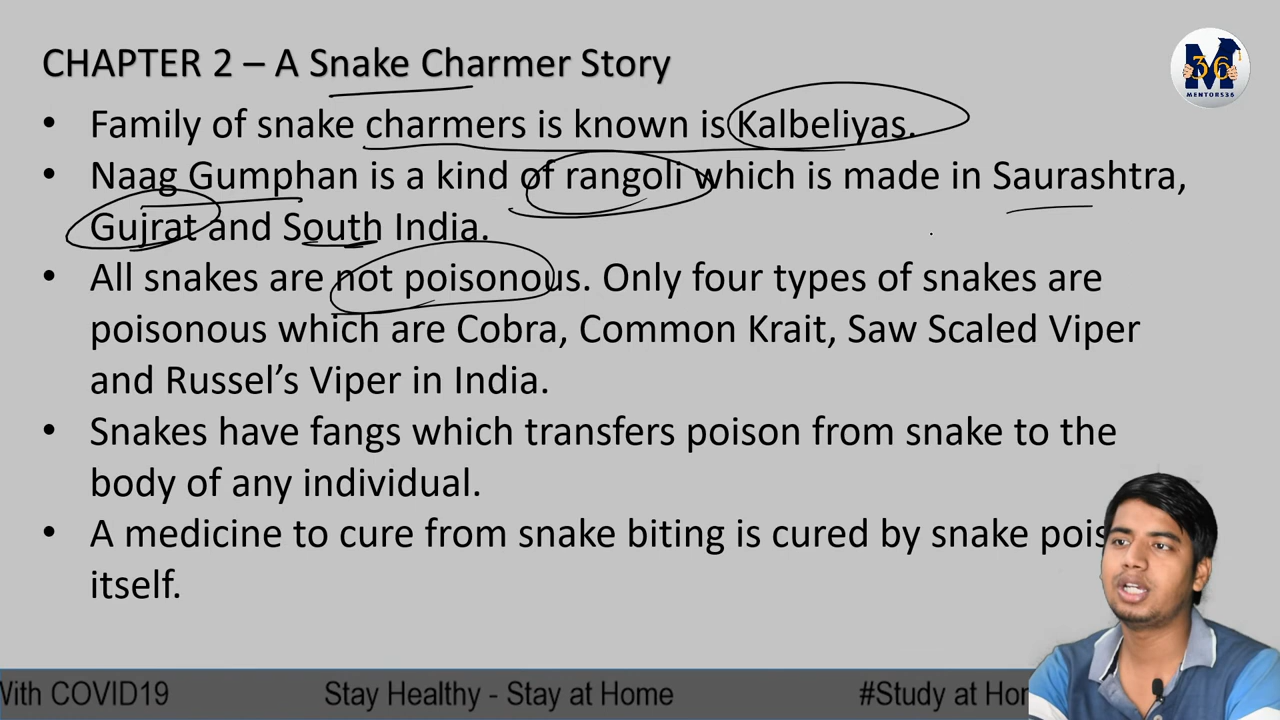 CHAPTER 2 – A Snake Charmer Story
M
36
MENTORS36
• Family of snake charmers is known is Kalbeliyas.
• Naag Gumphan is a kind of rangoli which is made in Saurashtra,
Gujrat and South India.
• All snakes are not poisonous. Only four types of snakes are
poisonous which are Cobra, Common Krait, Saw Scaled Viper
and Russel’s Viper in India.
• Snakes have fangs which transfers poison from snake to the
body of any individual.
• A medicine to cure from snake biting is cured by snake pois
itself.
With COVID19 Stay Healthy - Stay at Home #Study at Hor